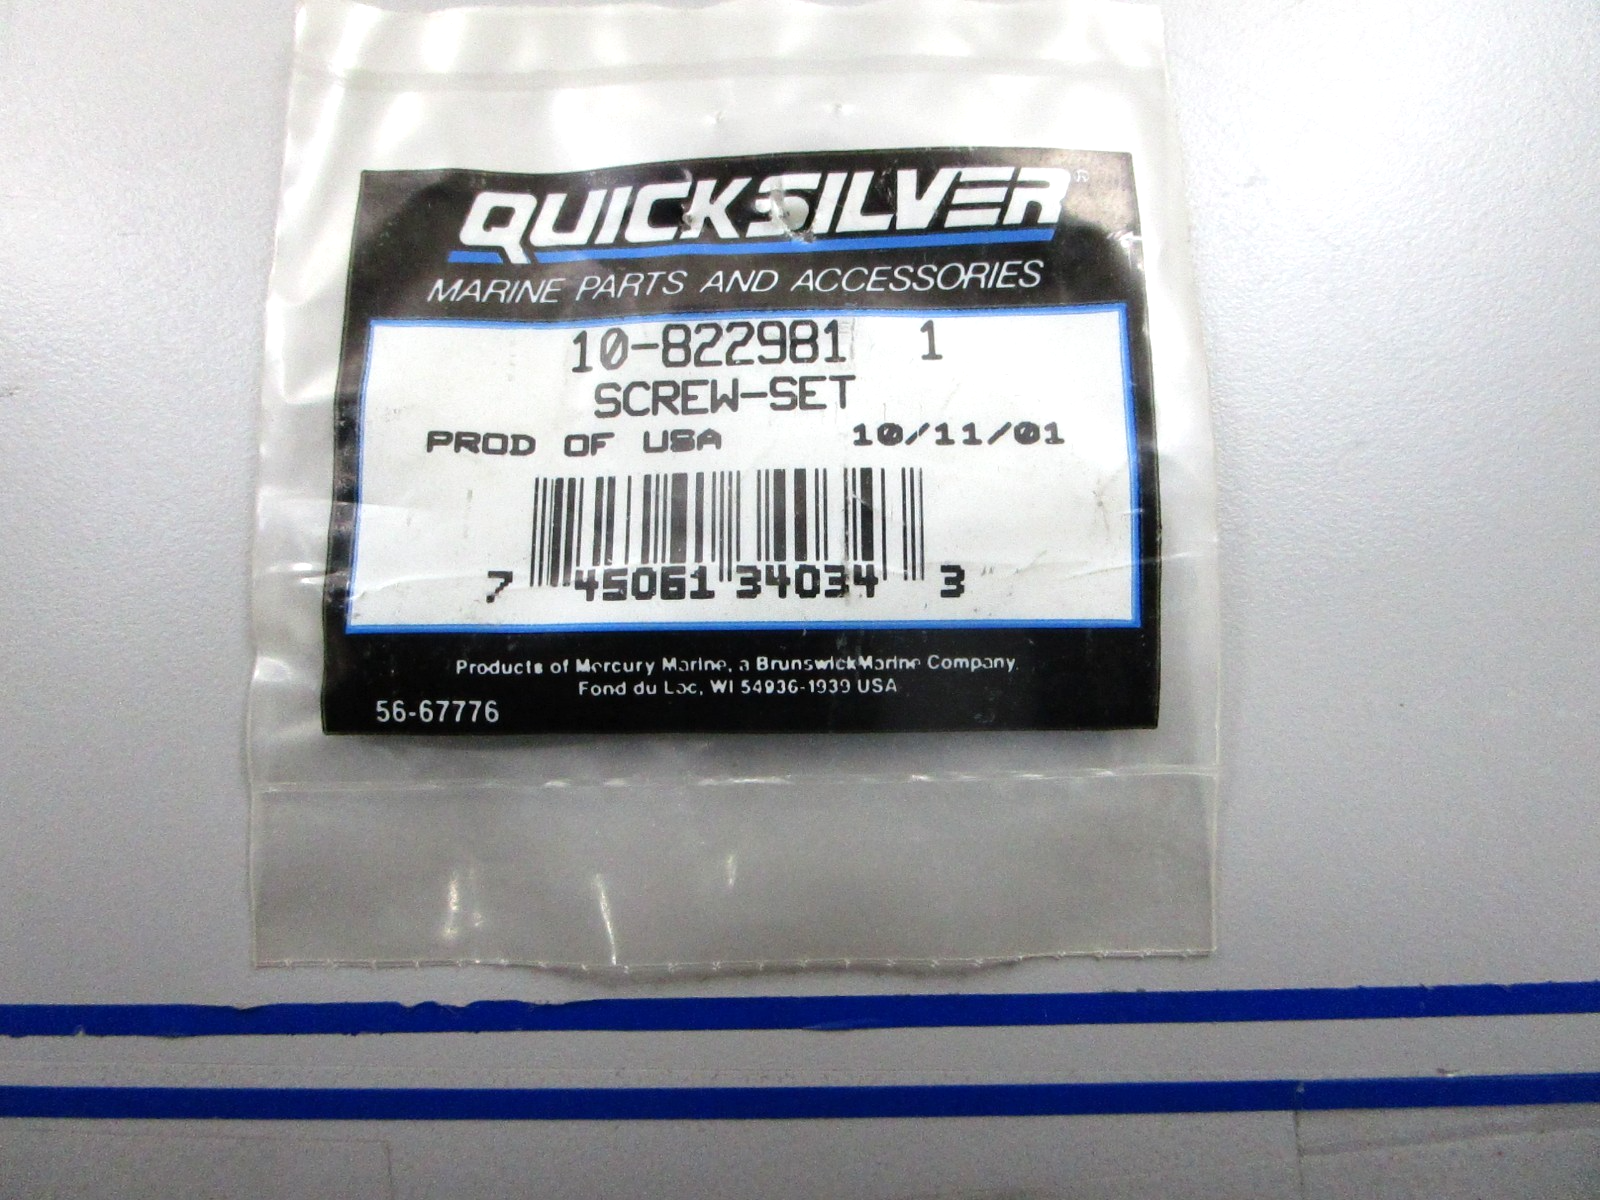 QUICKSILVER®
MARINE PARTS AND ACCESSORIES
10-822981 1
SCREW-SET
PROD OF USA 10/11/01
7 45061 34034 3
Products of Mercury Marine, a Brunswick Marine Company.
Fond du Lac, WI 54936-1939 USA
56-67776